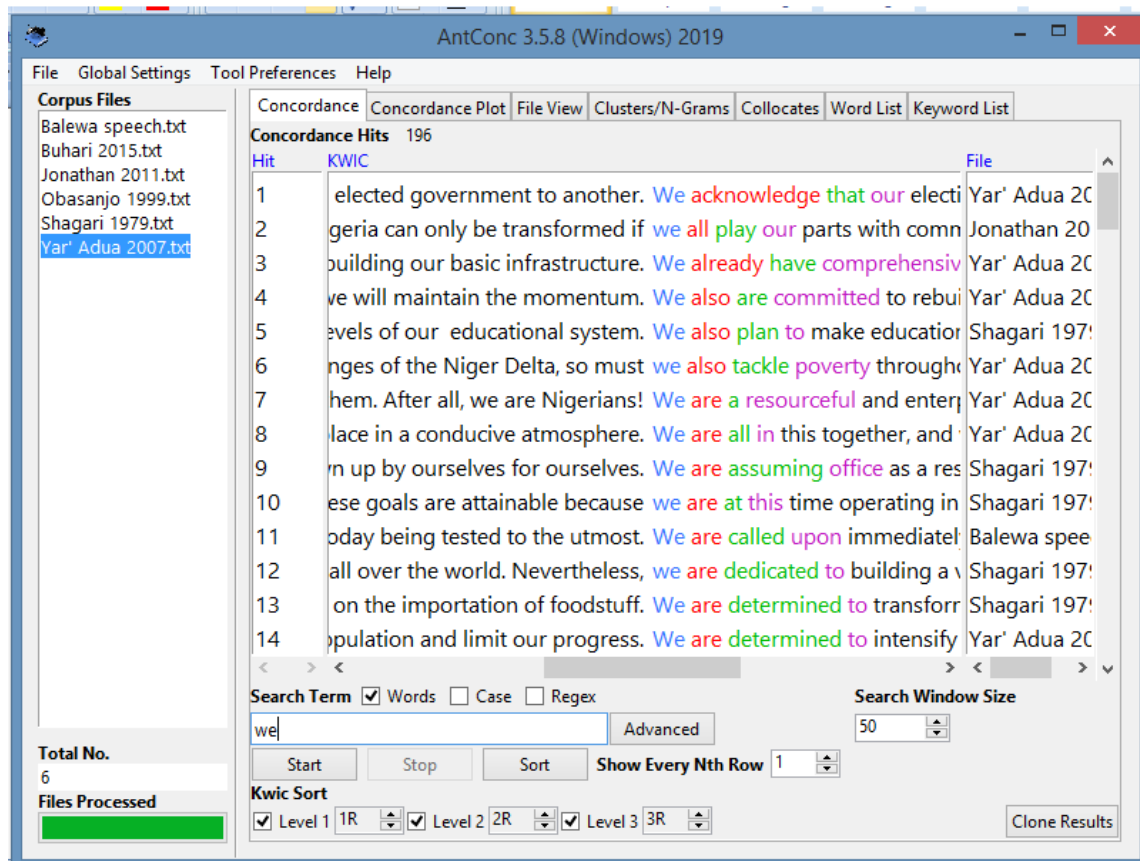 AntConc 3.5.8 (Windows) 2019
File Global Settings Tool Preferences Help
Corpus Files
Balewa speech.txt
Buhari 2015.txt
Jonathan 2011.txt
Obasanjo 1999.txt
Shagari 1979.txt
Yar' Adua 2007.txt
Total No.
6
Files Processed
Concordance Concordance Plot File View Clusters/N-Grams Collocates Word List Keyword List
Concordance Hits 196
Hit KWIC File
1 elected government to another. We acknowledge that our electi Yar' Adua 20
2 geria can only be transformed if we all play our parts with comm Jonathan 20
3 building our basic infrastructure. We already have comprehensiv Yar' Adua 20
4 we will maintain the momentum. We also are committed to rebui Yar' Adua 20
5 evels of our educational system. We also plan to make education Shagari 1979
6 nges of the Niger Delta, so must we also tackle poverty througho Yar' Adua 20
7 hem. After all, we are Nigerians! We are a resourceful and enterp Yar' Adua 20
8 lace in a conducive atmosphere. We are all in this together, and Yar' Adua 20
9 n up by ourselves for ourselves. We are assuming office as a res Shagari 1979
10 ese goals are attainable because we are at this time operating in Shagari 1979
11 oday being tested to the utmost. We are called upon immediatel Balewa spee
12 all over the world. Nevertheless, we are dedicated to building a v Shagari 1979
13 on the importation of foodstuff. We are determined to transforr Shagari 1979
14 opulation and limit our progress. We are determined to intensify Yar' Adua 20
Search Term Words Case Regex Search Window Size
we Advanced 50
Start Stop Sort Show Every Nth Row 1
Kwic Sort
Level 1 1R Level 2 2R Level 3 3R Clone Results